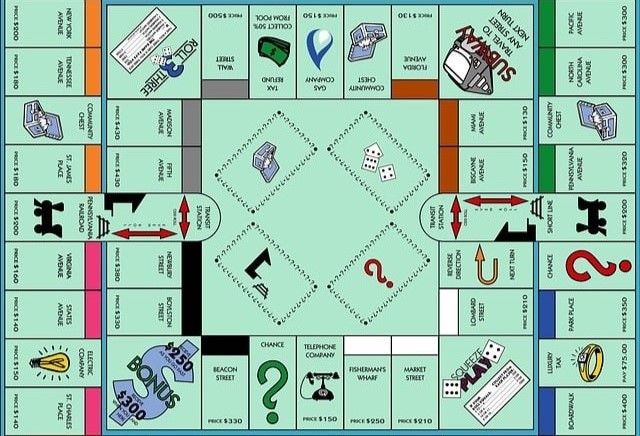 PRICE $200
NEW YORK
AVENUE
PRICE $180
TENNESSEE
AVENUE
COMMUNITY
CHEST
PRICE $180
ST. JAMES
PLACE
PRICE $200
PENNSYLVANIA
RAILROAD
PRICE $160
VIRGINIA
AVENUE
PRICE $140
STATES
AVENUE
PRICE $150
ELECTRIC
COMPANY
PRICE $140
ST. CHARLES
PLACE
ROLL
3
THREE
PRICE $500
WALL
STREET
COLLECT 50%
FROM POOL
TAX
REFUND
PRICE $150
GAS
COMPANY
COMMUNITY
CHEST
PRICE $130
FLORIDA
AVENUE
TRAVEL TO
ANY STREET ON
NEXT TURN
SUBWAY
PRICE $430
MADISON
AVENUE
PRICE $430
FIFTH
AVENUE
TRANSIT
STATION
PRICE $380
NEWBURY
STREET
PRICE $330
BOYLSTON
STREET
MIAMI
AVENUE
PRICE $130
BISCAYNE
AVENUE
PRICE $150
TRANSIT
STATION
REVERSE
DIRECTION
NEXT TURN
LOMBARD
STREET
PRICE $210
$250
BONUS
$300
BEACON
STREET
PRICE $330
CHANCE
TELEPHONE
COMPANY
PRICE $150
FISHERMAN'S
WHARF
PRICE $250
MARKET
STREET
PRICE $210
SQUEEZE
PLAY
PACIFIC
AVENUE
PRICE $300
NORTH
CAROLINA
AVENUE
PRICE $300
COMMUNITY
CHEST
PENNSYLVANIA
AVENUE
PRICE $320
SHORT LINE
PRICE $200
CHANCE
PARK PLACE
PRICE $350
LUXURY
TAX
PAY $75.00
BOARDWALK
PRICE $400